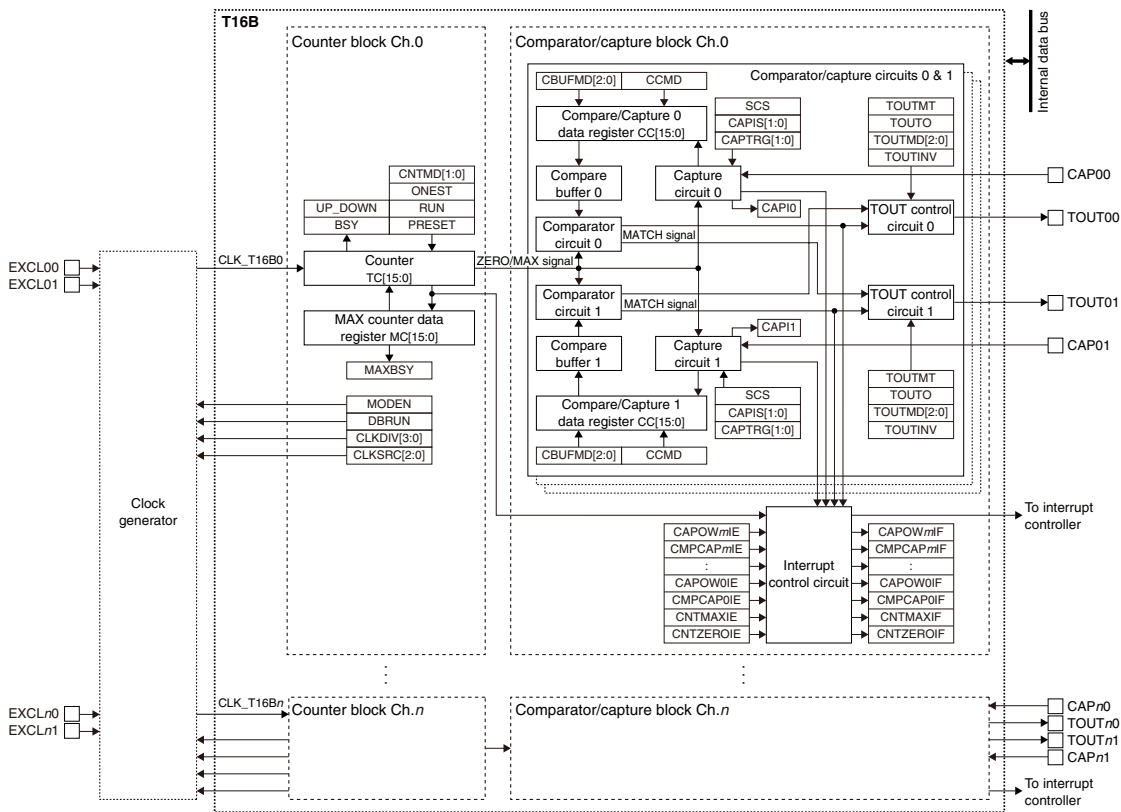 T16B
Counter block Ch.0
Comparator/capture block Ch.0
Internal data bus
Comparator/capture circuits 0 & 1
CBUFMD[2:0]
CCMD
Compare/Capture 0
data register CC[15:0]
SCS
CAPIS[1:0]
CAPTRG[1:0]
TOUTMT
TOUTO
TOUTMD[2:0]
TOUTINV
CNTMD[1:0]
ONEST
UP_DOWN
RUN
BSY
PRESET
Compare
buffer 0
Capture
circuit 0
CAP00
CAPI0
TOUT control
circuit 0
TOUT00
Comparator
circuit 0
MATCH signal
EXCL00
EXCL01
CLK_T16B0
Counter
TC[15:0]
ZERO/MAX signal
Comparator
circuit 1
MATCH signal
TOUT control
circuit 1
TOUT01
MAX counter data
register MC[15:0]
MAXBSY
Compare
buffer 1
Capture
circuit 1
CAPI1
CAP01
MODEN
DBRUN
CLKDIV[3:0]
CLKSRC[2:0]
Compare/Capture 1
data register CC[15:0]
CBUFMD[2:0]
CCMD
SCS
CAPIS[1:0]
CAPTRG[1:0]
TOUTMT
TOUTO
TOUTMD[2:0]
TOUTINV
Clock
generator
To interrupt
controller
CAPOWmIE
CMPCAPmIE
:
CAPOW0IE
CMPCAP0IE
CNTMAXIE
CNTZEROIE
Interrupt
control circuit
CAPOWmIF
CMPCAPmIF
:
CAPOW0IF
CMPCAP0IF
CNTMAXIF
CNTZEROIF
EXCLn0
EXCLn1
CLK_T16Bn
Counter block Ch.n
Comparator/capture block Ch.n
CAPn0
TOUTn0
TOUTn1
CAPn1
To interrupt
controller